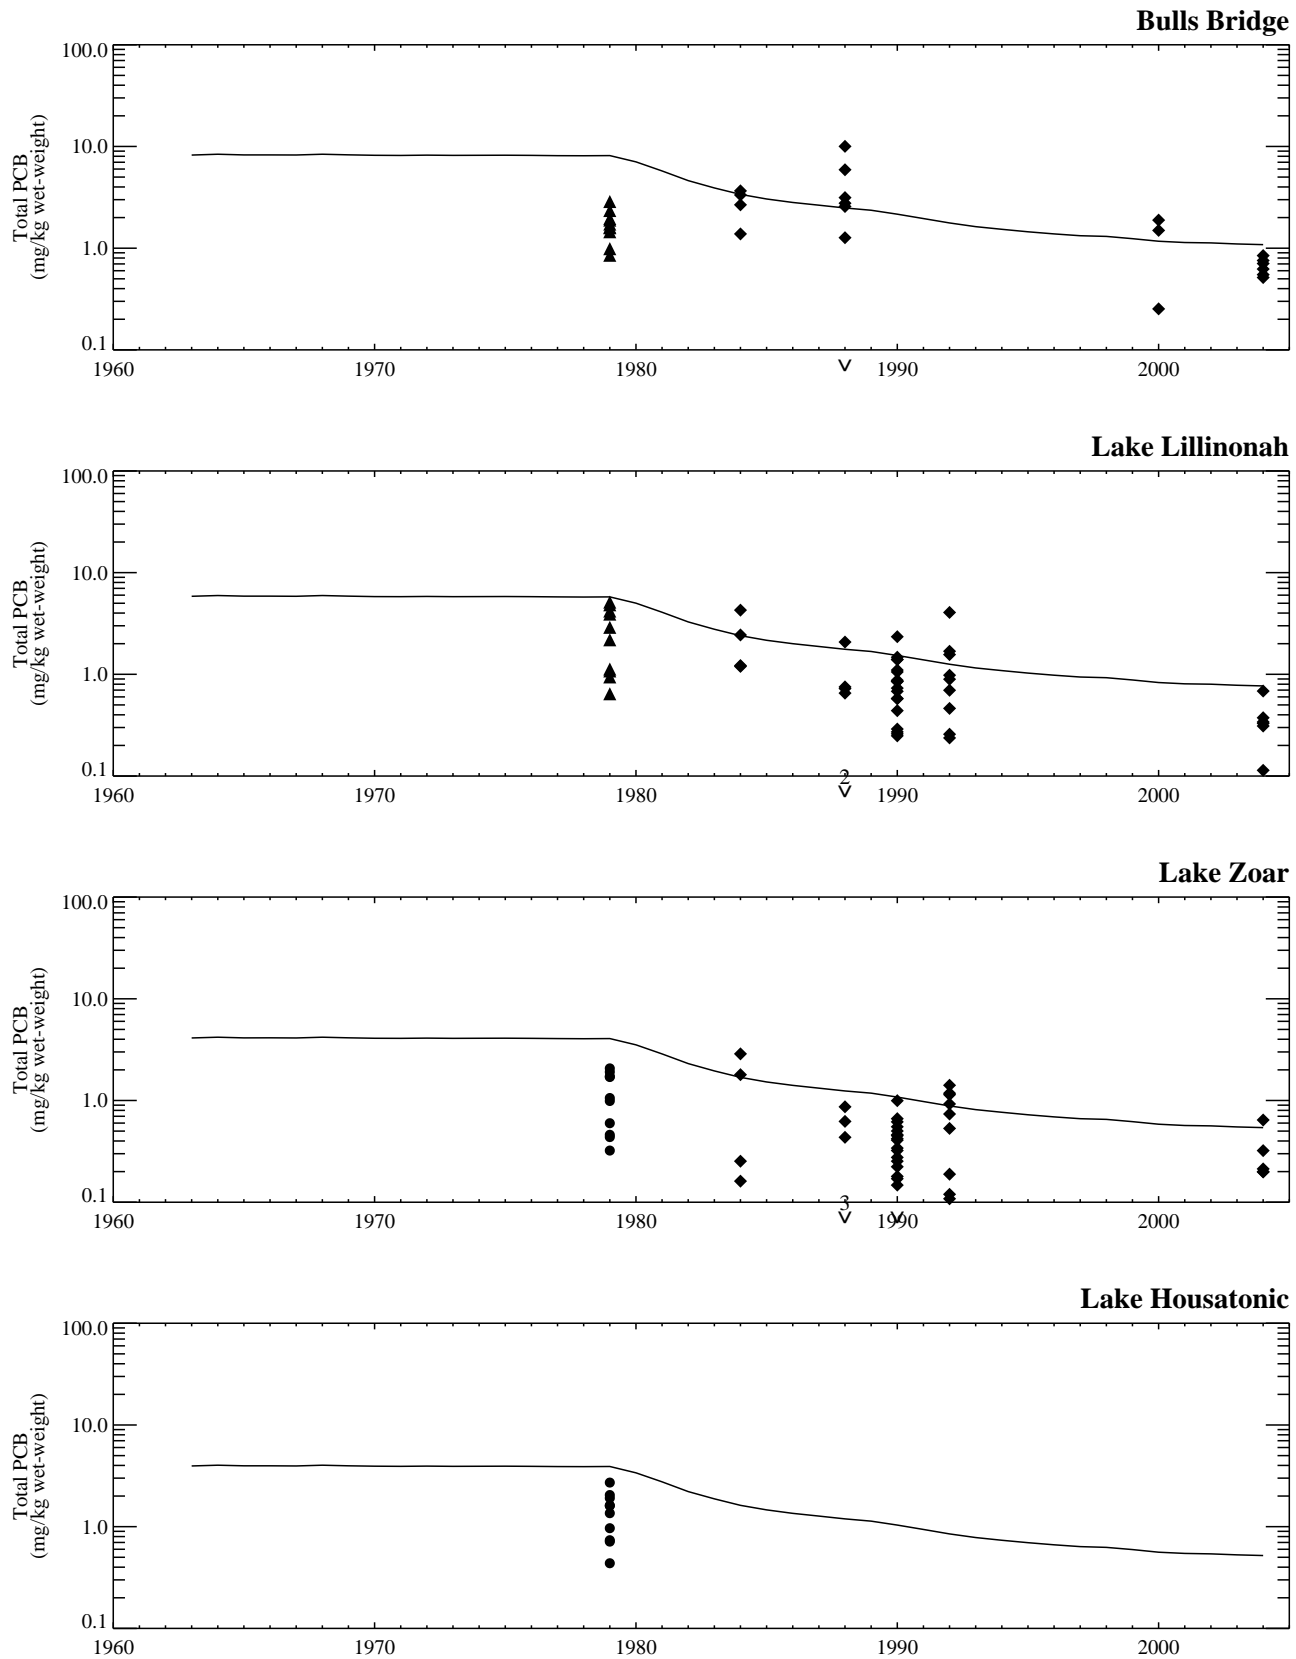 Bulls Bridge
100.0
10.0
1.0
0.1
Total PCB
(mg/kg wet-weight)
1960 1970 1980 1990 2000
Lake Lillinonah
100.0
10.0
1.0
0.1
Total PCB
(mg/kg wet-weight)
2
1960 1970 1980 1990 2000
Lake Zoar
100.0
10.0
1.0
0.1
Total PCB
(mg/kg wet-weight)
3
1960 1970 1980 1990 2000
Lake Housatonic
100.0
10.0
1.0
0.1
Total PCB
(mg/kg wet-weight)
1960 1970 1980 1990 2000